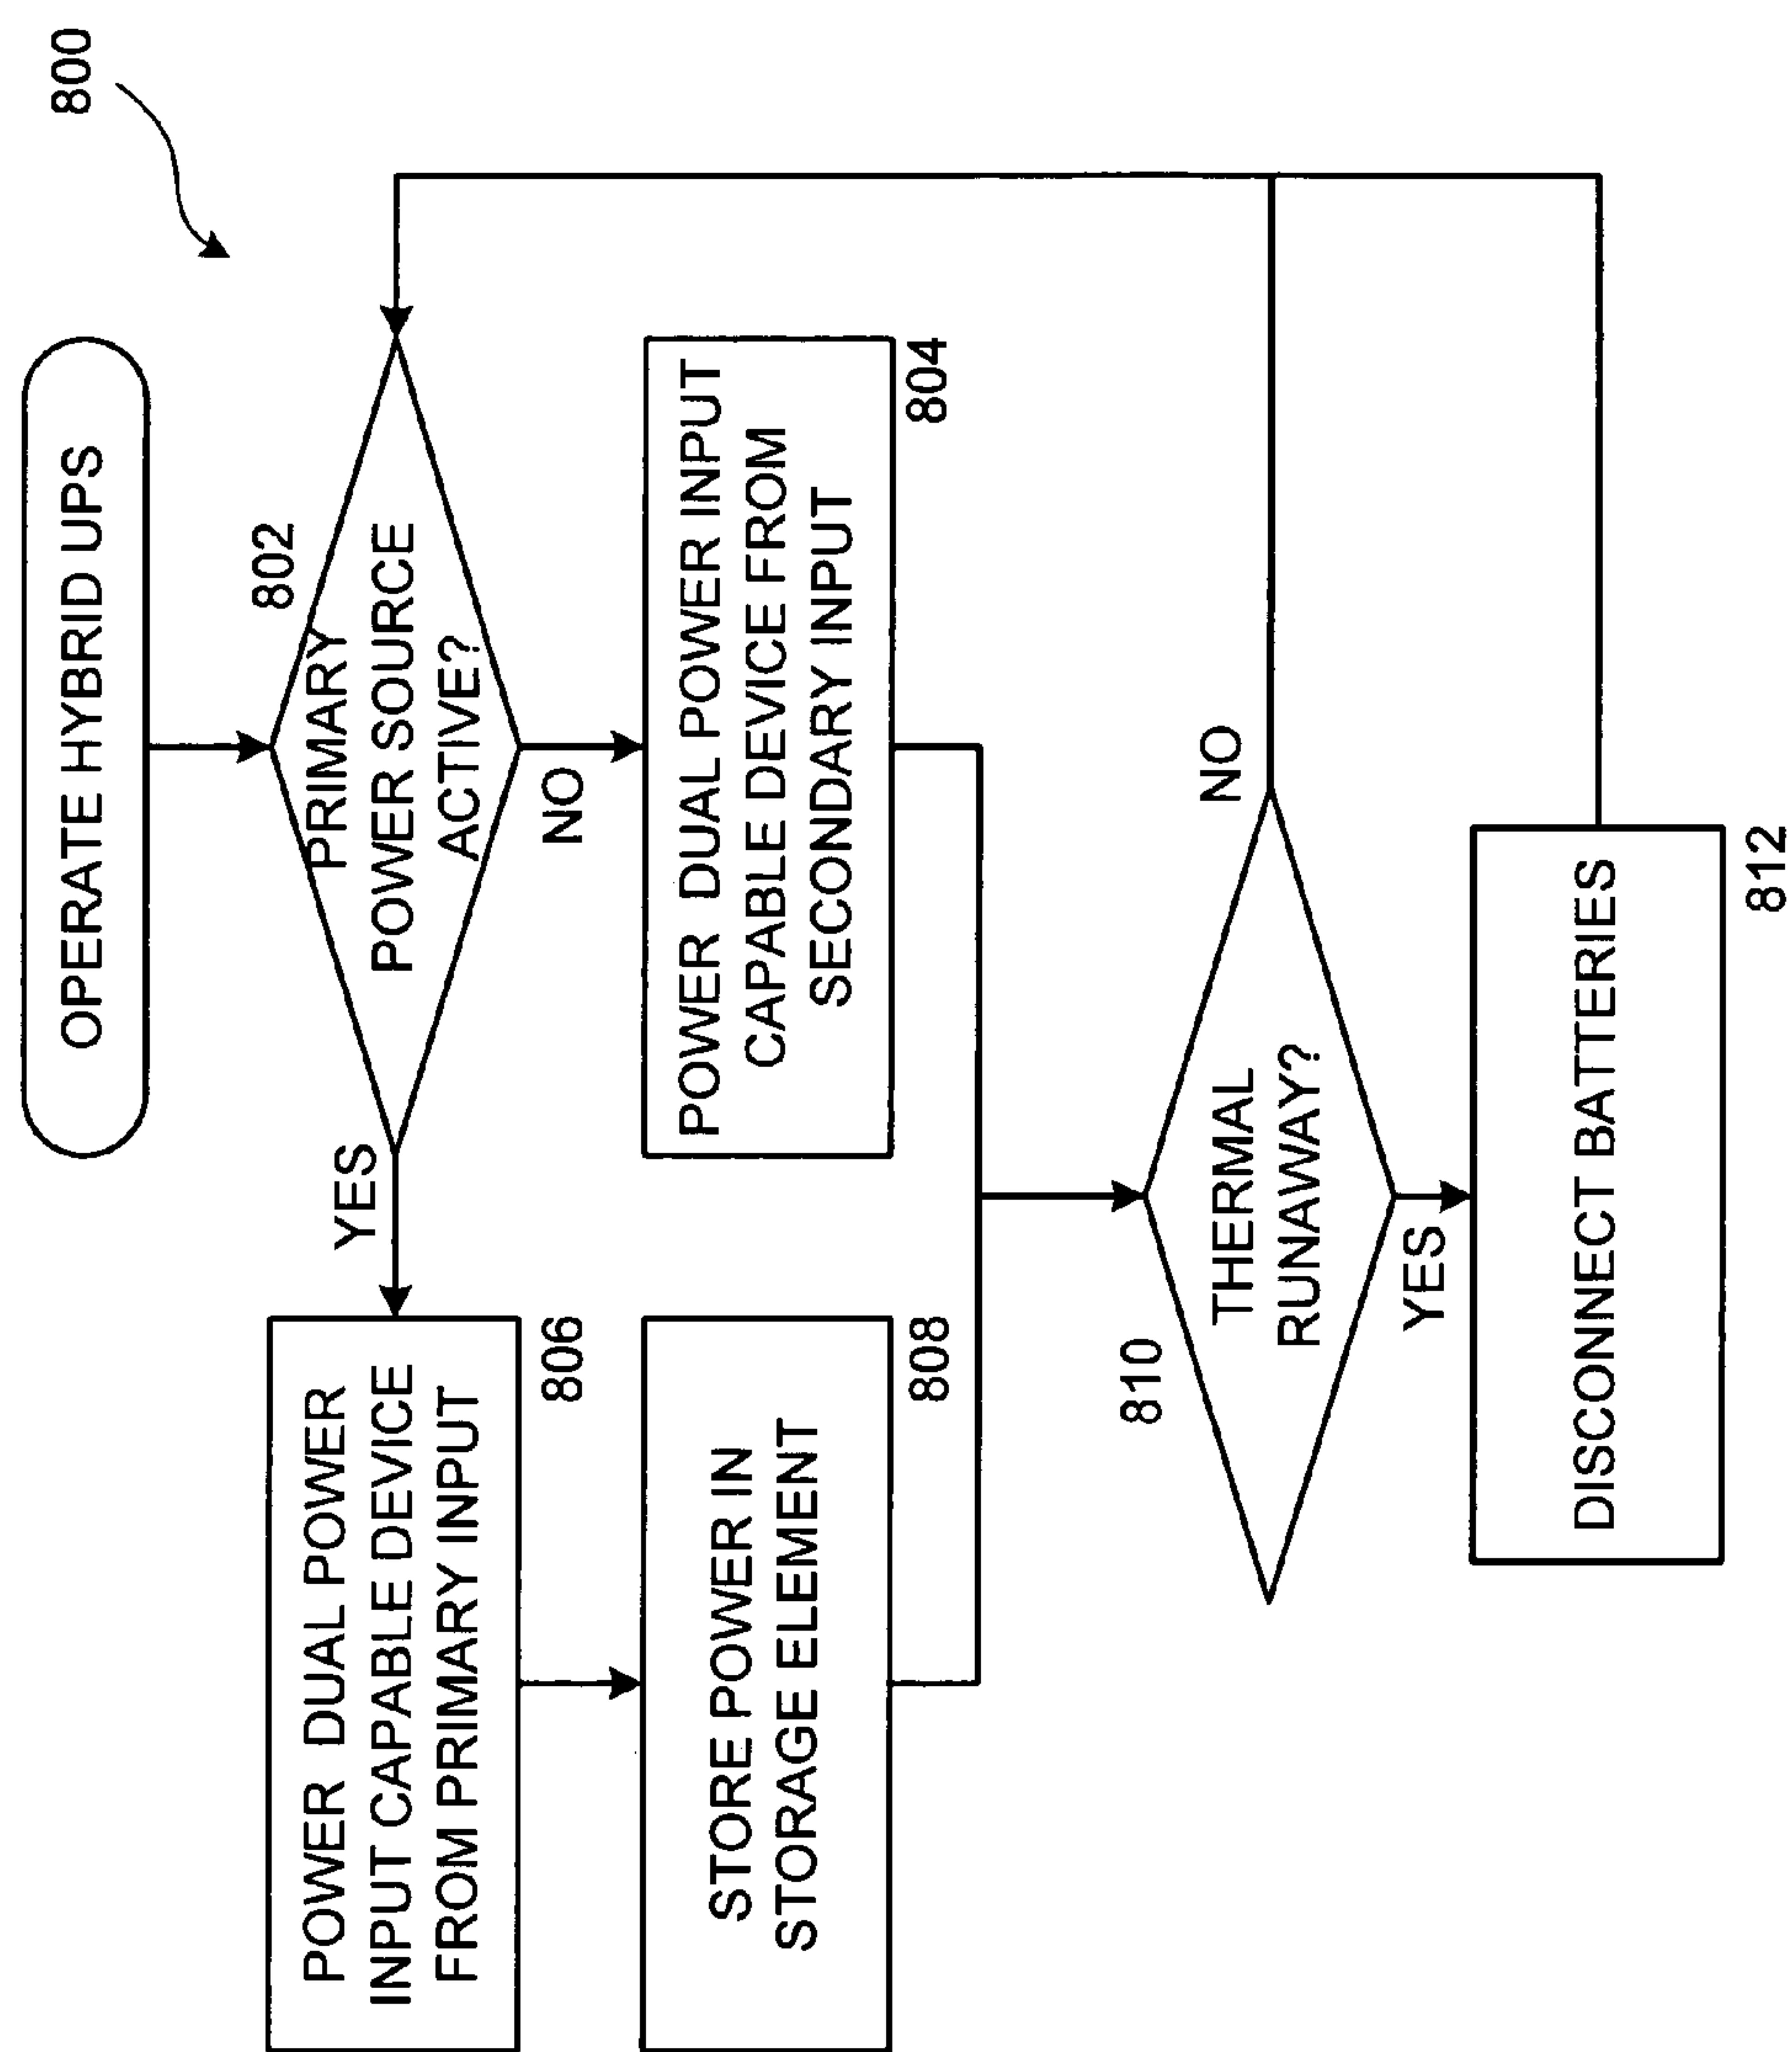 800
OPERATE HYBRID UPS
802
PRIMARY
POWER SOURCE
ACTIVE?
YES
NO
POWER DUAL POWER
INPUT CAPABLE DEVICE
FROM PRIMARY INPUT
806
POWER DUAL POWER INPUT
CAPABLE DEVICE FROM
SECONDARY INPUT
804
STORE POWER IN
STORAGE ELEMENT
808
810
THERMAL
RUNAWAY?
NO
YES
DISCONNECT BATTERIES
812